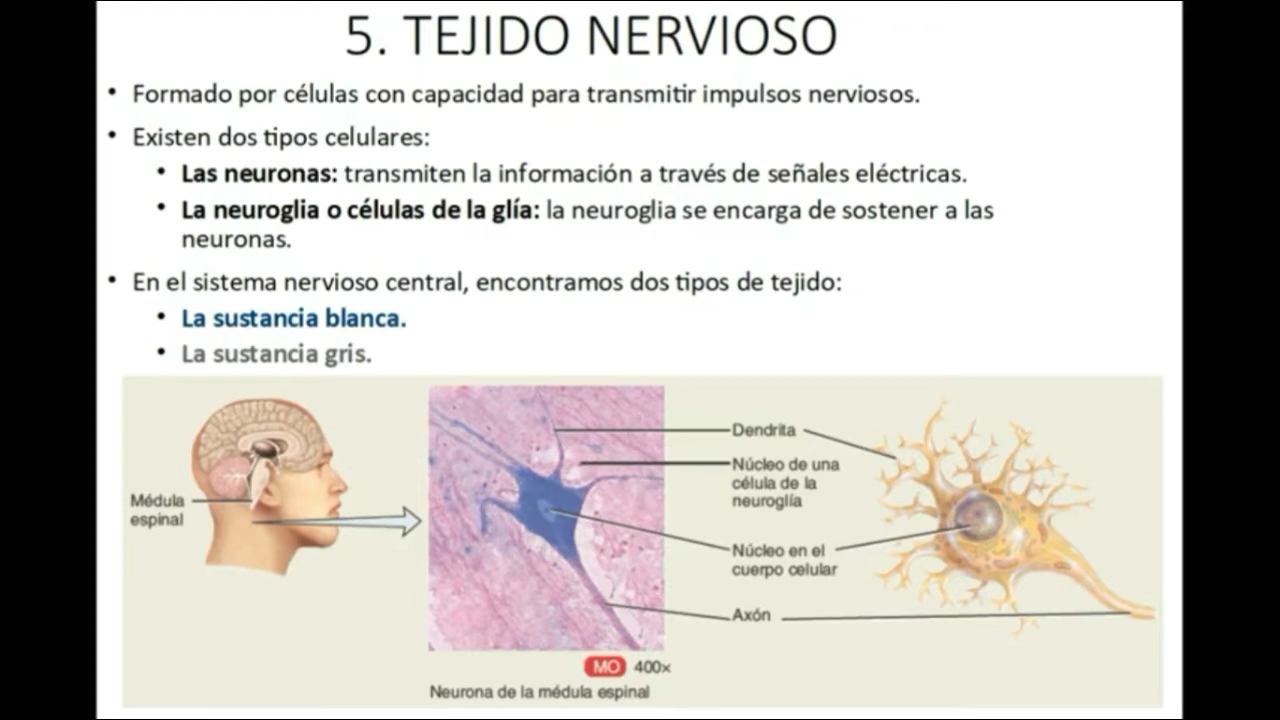 5. TEJIDO NERVIOSO
• Formado por células con capacidad para transmitir impulsos nerviosos.
• Existen dos tipos celulares:
• Las neuronas: transmiten la información a través de señales eléctricas.
• La neuroglia o células de la glía: la neuroglia se encarga de sostener a las
neuronas.
• En el sistema nervioso central, encontramos dos tipos de tejido:
• La sustancia blanca.
• La sustancia gris.
Médula
espinal
Dendrita
Núcleo de una
célula de la
neuroglía
Núcleo en el
cuerpo celular
Axón
MO 400x
Neurona de la médula espinal